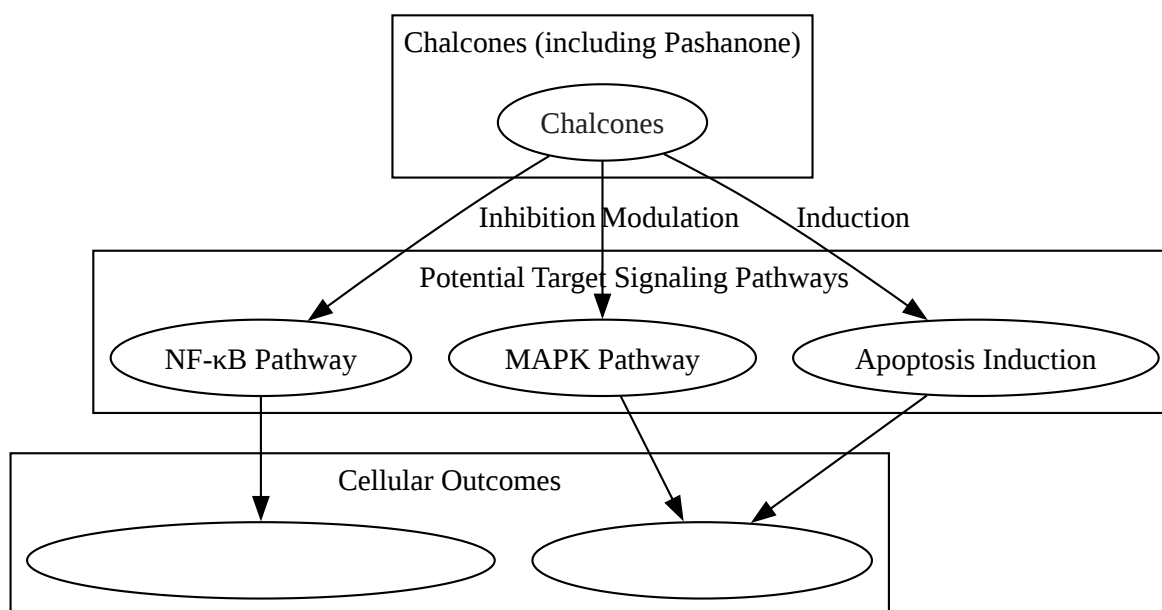 Chalcones (including Pashanone)
Chalcones
Inhibition
Modulation
Induction
Potential Target Signaling Pathways
NF-κB Pathway
MAPK Pathway
Apoptosis Induction
Cellular Outcomes